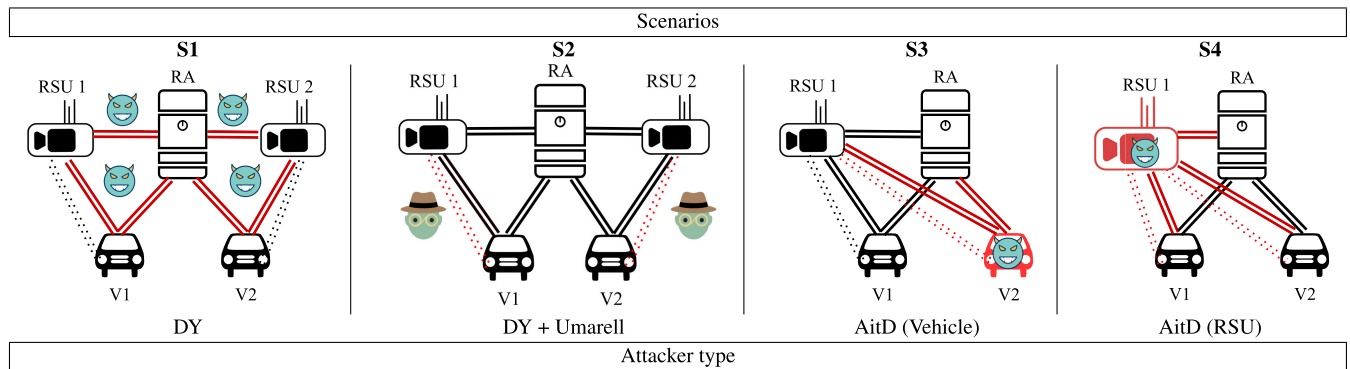 Scenarios
S1
S2
S3
S4
RSU 1
RA
RSU 2
RSU 1
RA
RSU 2
RSU 1
RA
RSU 1
RA
V1
V2
V1
V2
V1
V2
V1
V2
DY
DY + Umarell
AitD (Vehicle)
AitD (RSU)
Attacker type